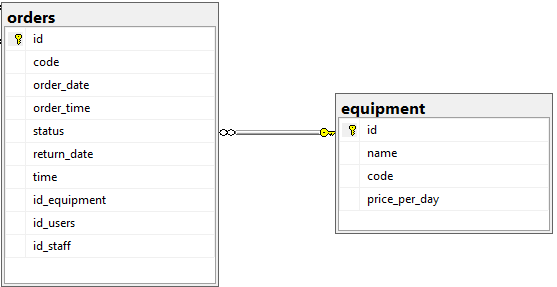 orders
id
code
order_date
order_time
status
return_date
time
id_equipment
id_users
id_staff
equipment
id
name
code
price_per_day